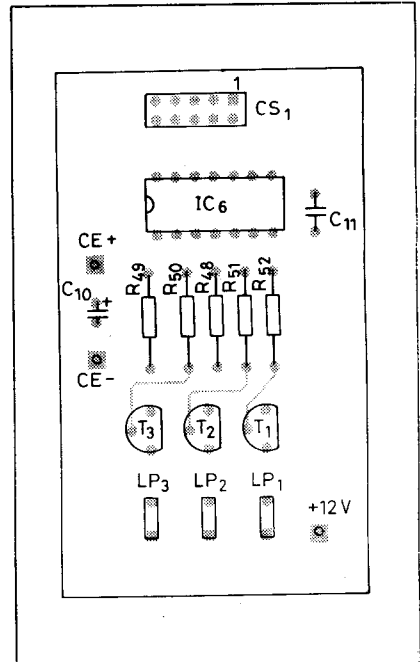 1
CS1
IC6
C11
CE+
C10 +
CE-
R49 R50 R48 R51 R52
T3 T2 T1
LP3 LP2 LP1
+12V